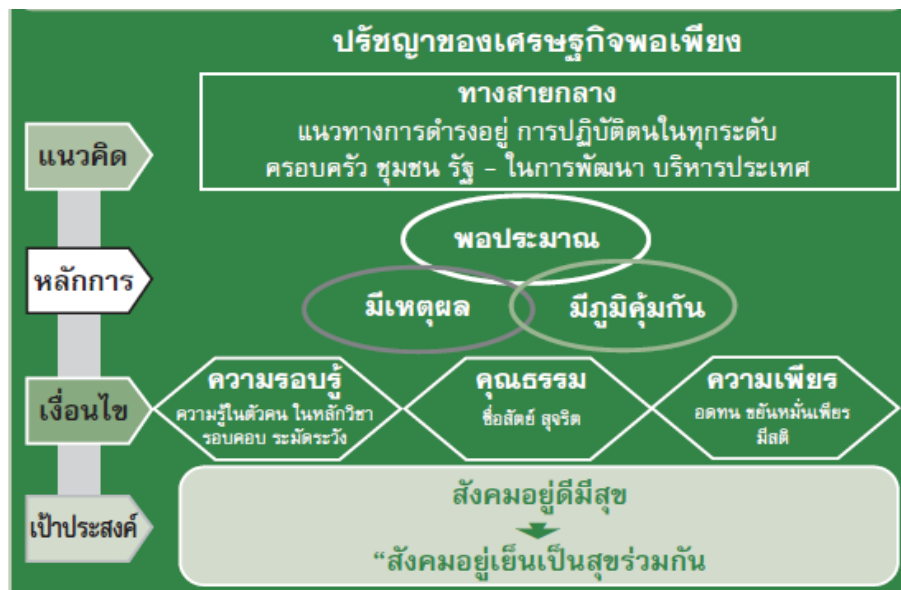 ปรัชญาของเศรษฐกิจพอเพียง
ทางสายกลาง
แนวทางการดำรงอยู่ การปฏิบัติตนในทุกระดับ
ครอบครัว ชุมชน รัฐ – ในการพัฒนา บริหารประเทศ
แนวคิด
พอประมาณ
หลักการ
มีเหตุผล
มีภูมิคุ้มกัน
เงื่อนไข
ความรอบรู้
ความรู้ในตัวคน ในหลักวิชา
รอบคอบ ระมัดระวัง
คุณธรรม
ซื่อสัตย์ สุจริต
ความเพียร
อดทน ขยันหมั่นเพียร
มีสติ
เป้าประสงค์
สังคมอยู่ดีมีสุข
“สังคมอยู่เย็นเป็นสุขร่วมกัน